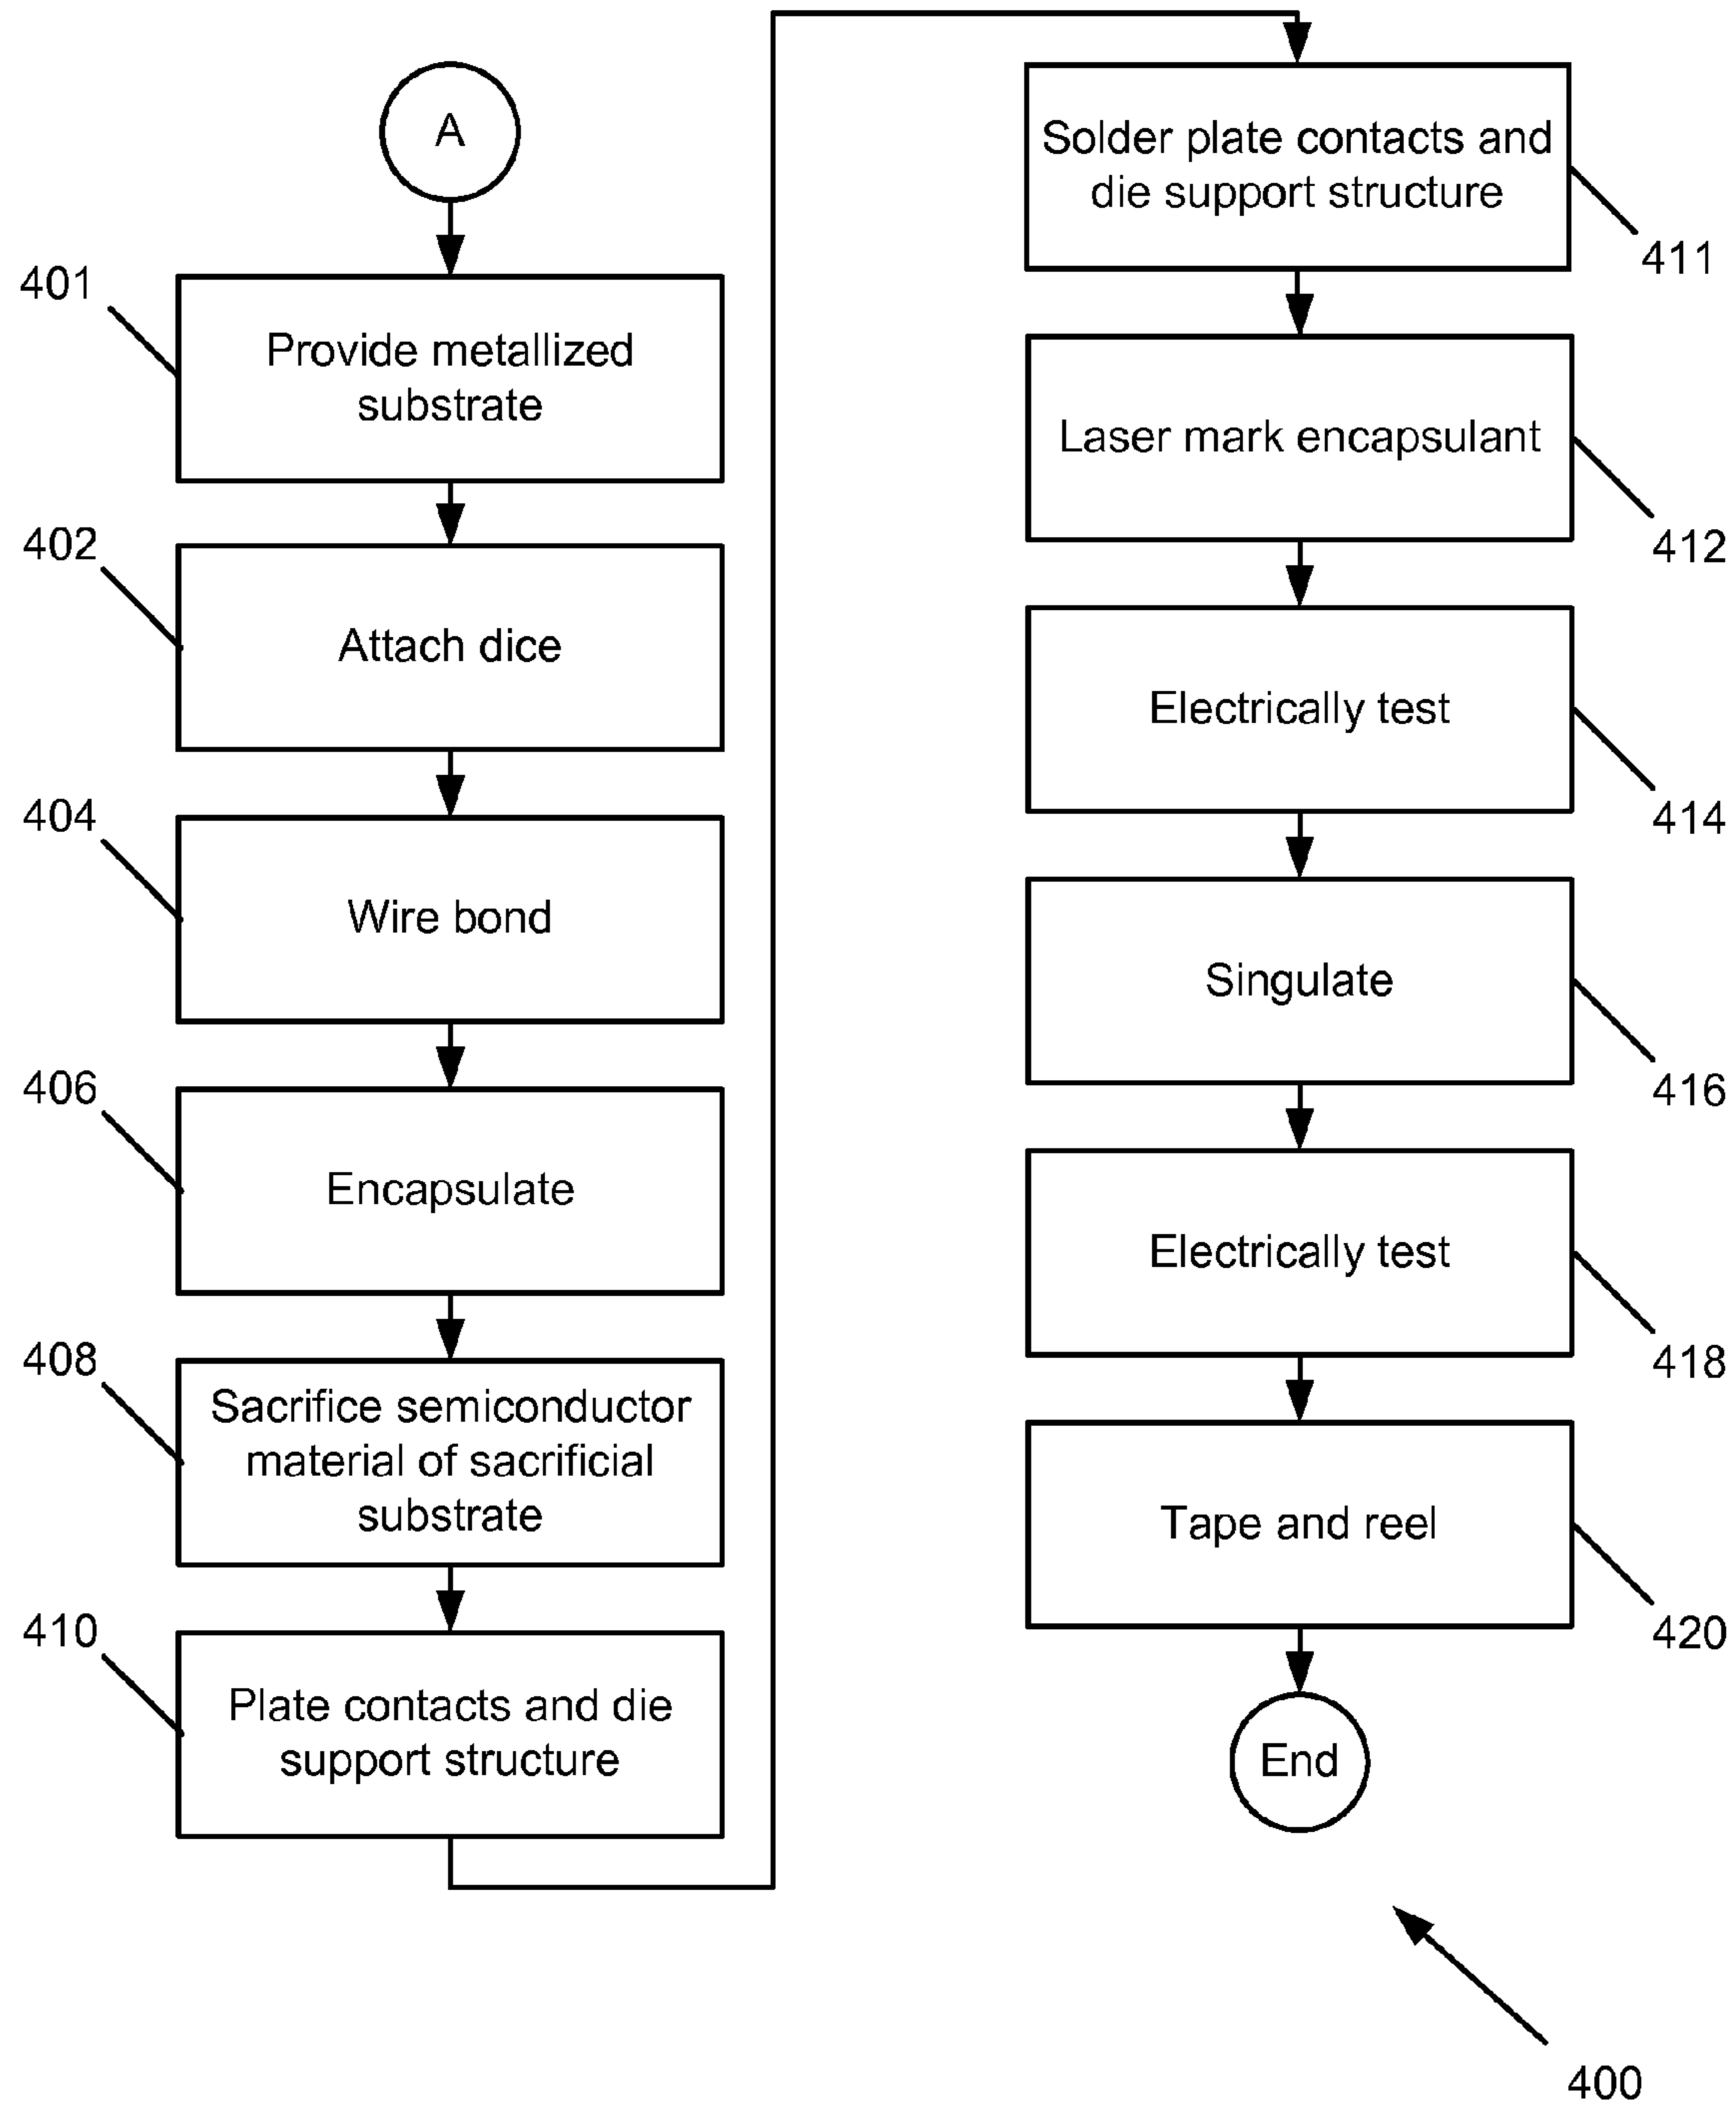 A
401
Provide metallized
substrate
402
Attach dice
404
Wire bond
406
Encapsulate
408
Sacrifice semiconductor
material of sacrificial
substrate
410
Plate contacts and die
support structure
Solder plate contacts and
die support structure
411
Laser mark encapsulant
412
Electrically test
414
Singulate
416
Electrically test
418
Tape and reel
420
End
400